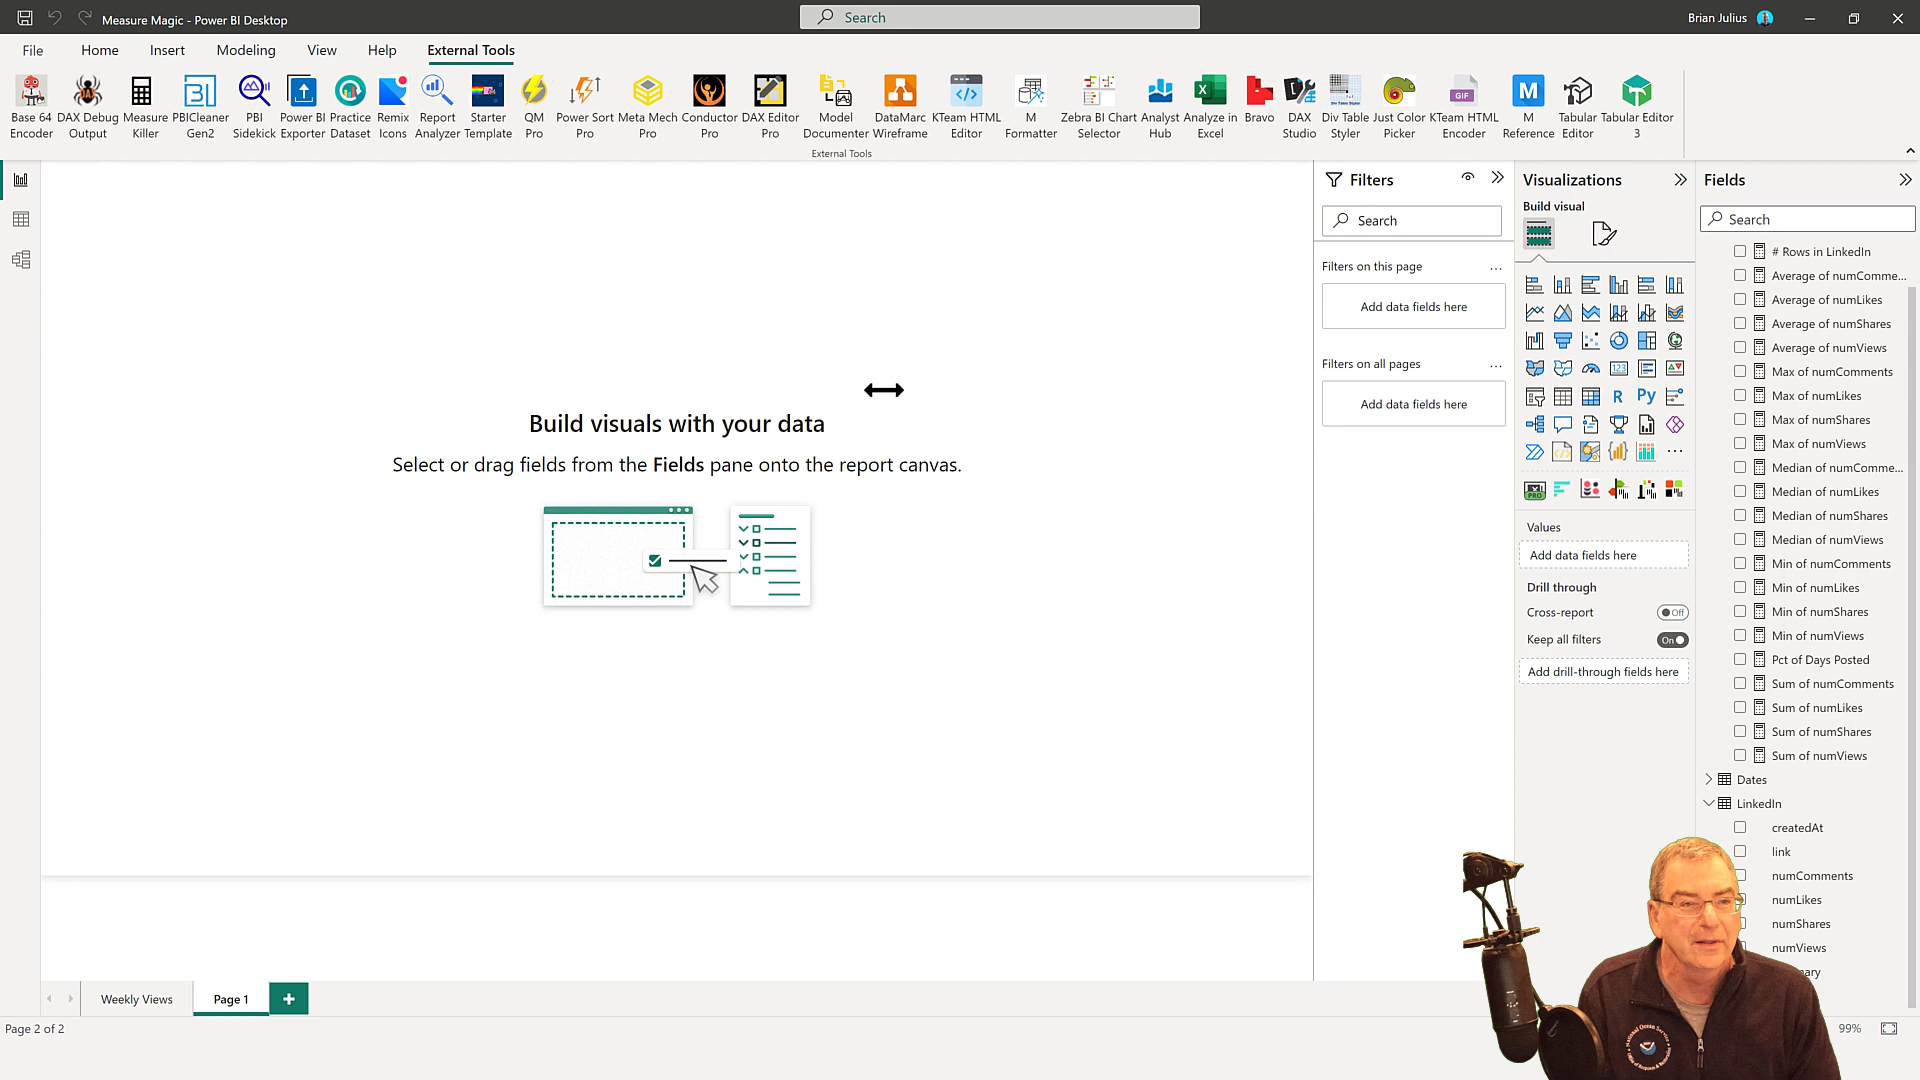 Measure Magic - Power BI Desktop
Search
Brian Julius
File
Home
Insert
Modeling
View
Help
External Tools
Base 64
Encoder
DAX Debug
Output
Measure
Killer
PBICleaner
Gen2
PBI
Sidekick
Power BI
Exporter
Practice
Dataset
Remix
Icons
Report
Analyzer
Starter
Template
QM
Pro
Power Sort
Pro
Meta Mech
Pro
Conductor
Pro
DAX Editor
Pro
Model
Documenter
DataMarc
Wireframe
KTeam HTML
Editor
M
Formatter
Zebra BI Chart
Selector
Analyst
Hub
Analyze in
Excel
Bravo
DAX
Studio
Div Table
Styler
Just Color
Picker
GIF
KTeam HTML
Encoder
M
M
Reference
Tabular
Editor
Tabular Editor
3
External Tools
Build visuals with your data
Select or drag fields from the Fields pane onto the report canvas.
Filters
Search
Filters on this page
...
Add data fields here
Filters on all pages
...
Add data fields here
Visualizations
Build visual
123
R
Py
PRO
Values
Add data fields here
Drill through
Cross-report
Off
Keep all filters
On
Add drill-through fields here
Fields
Search
# Rows in LinkedIn
Average of numComme...
Average of numLikes
Average of numShares
Average of numViews
Max of numComments
Max of numLikes
Max of numShares
Max of numViews
Median of numComme...
Median of numLikes
Median of numShares
Median of numViews
Min of numComments
Min of numLikes
Min of numShares
Min of numViews
Pct of Days Posted
Sum of numComments
Sum of numLikes
Sum of numShares
Sum of numViews
Dates
LinkedIn
createdAt
link
numComments
numLikes
numShares
numViews
Weekly Views
Page 1
Page 2 of 2
99%